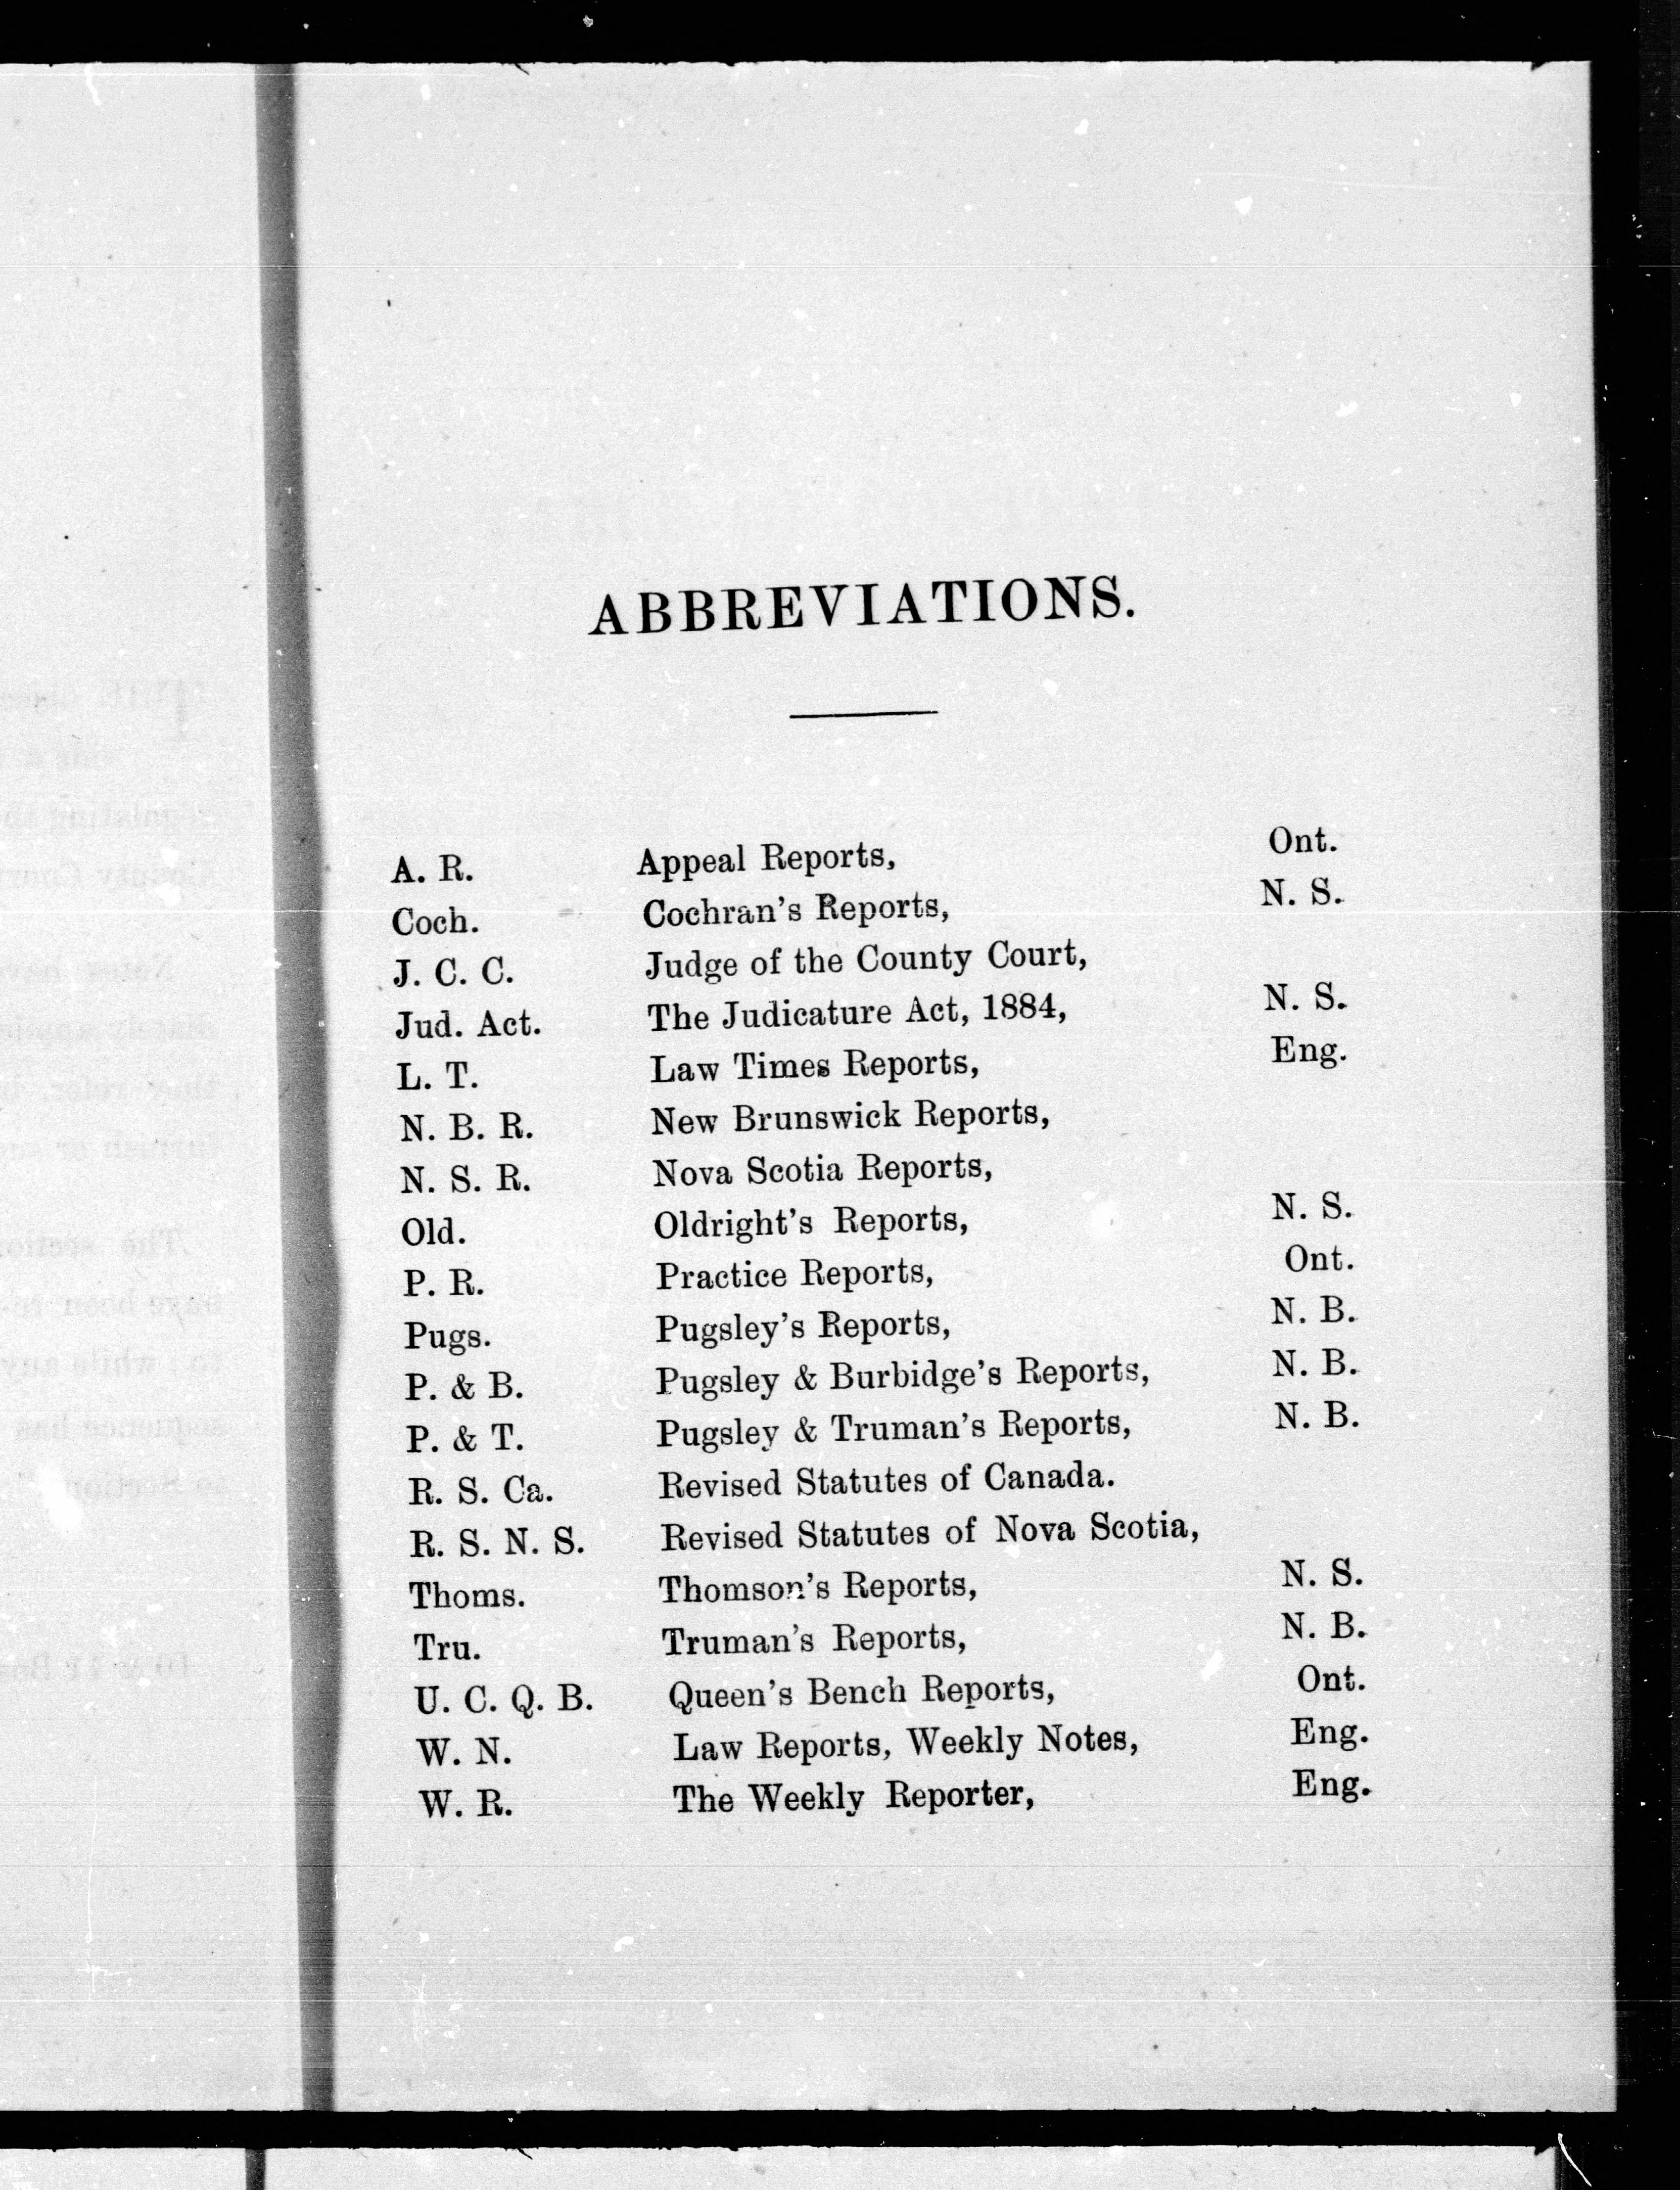 ABBREVIATIONS.
A. R. Appeal Reports, Ont.
Coch. Cochran's Reports, N. S.
J. C. C. Judge of the County Court,
Jud. Act. The Judicature Act, 1884, N. S.
L. T. Law Times Reports, Eng.
N. B. R. New Brunswick Reports,
N. S. R. Nova Scotia Reports,
Old. Oldright's Reports, N. S.
P. R. Practice Reports, Ont.
Pugs. Pugsley's Reports, N. B.
P. & B. Pugsley & Burbidge's Reports, N. B.
P. & T. Pugsley & Truman's Reports, N. B.
R. S. Ca. Revised Statutes of Canada.
R. S. N. S. Revised Statutes of Nova Scotia,
Thoms. Thomson's Reports, N. S.
Tru. Truman's Reports, N. B.
U. C. Q. B. Queen's Bench Reports, Ont.
W. N. Law Reports, Weekly Notes, Eng.
W. R. The Weekly Reporter, Eng.